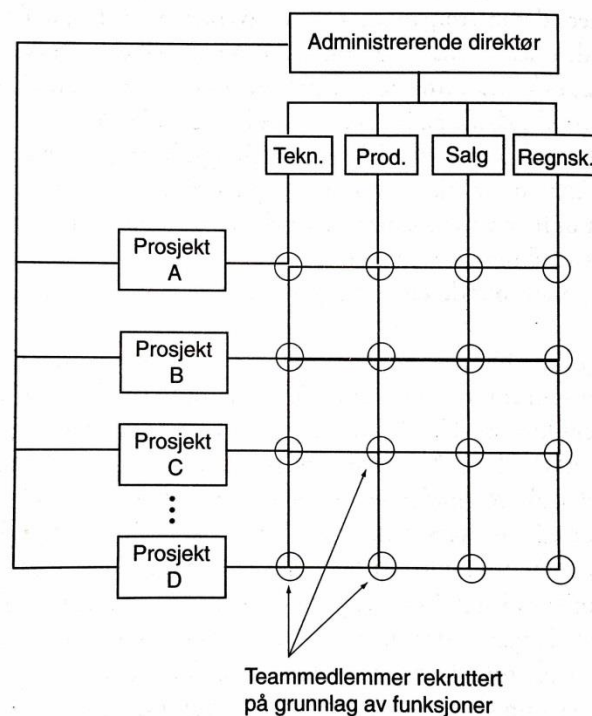 Administrerende direktør
Tekn.
Prod.
Salg
Regnsk.
Prosjekt
A
Prosjekt
B
Prosjekt
C
Prosjekt
D
Teammedlemmer rekruttert
på grunnlag av funksjoner